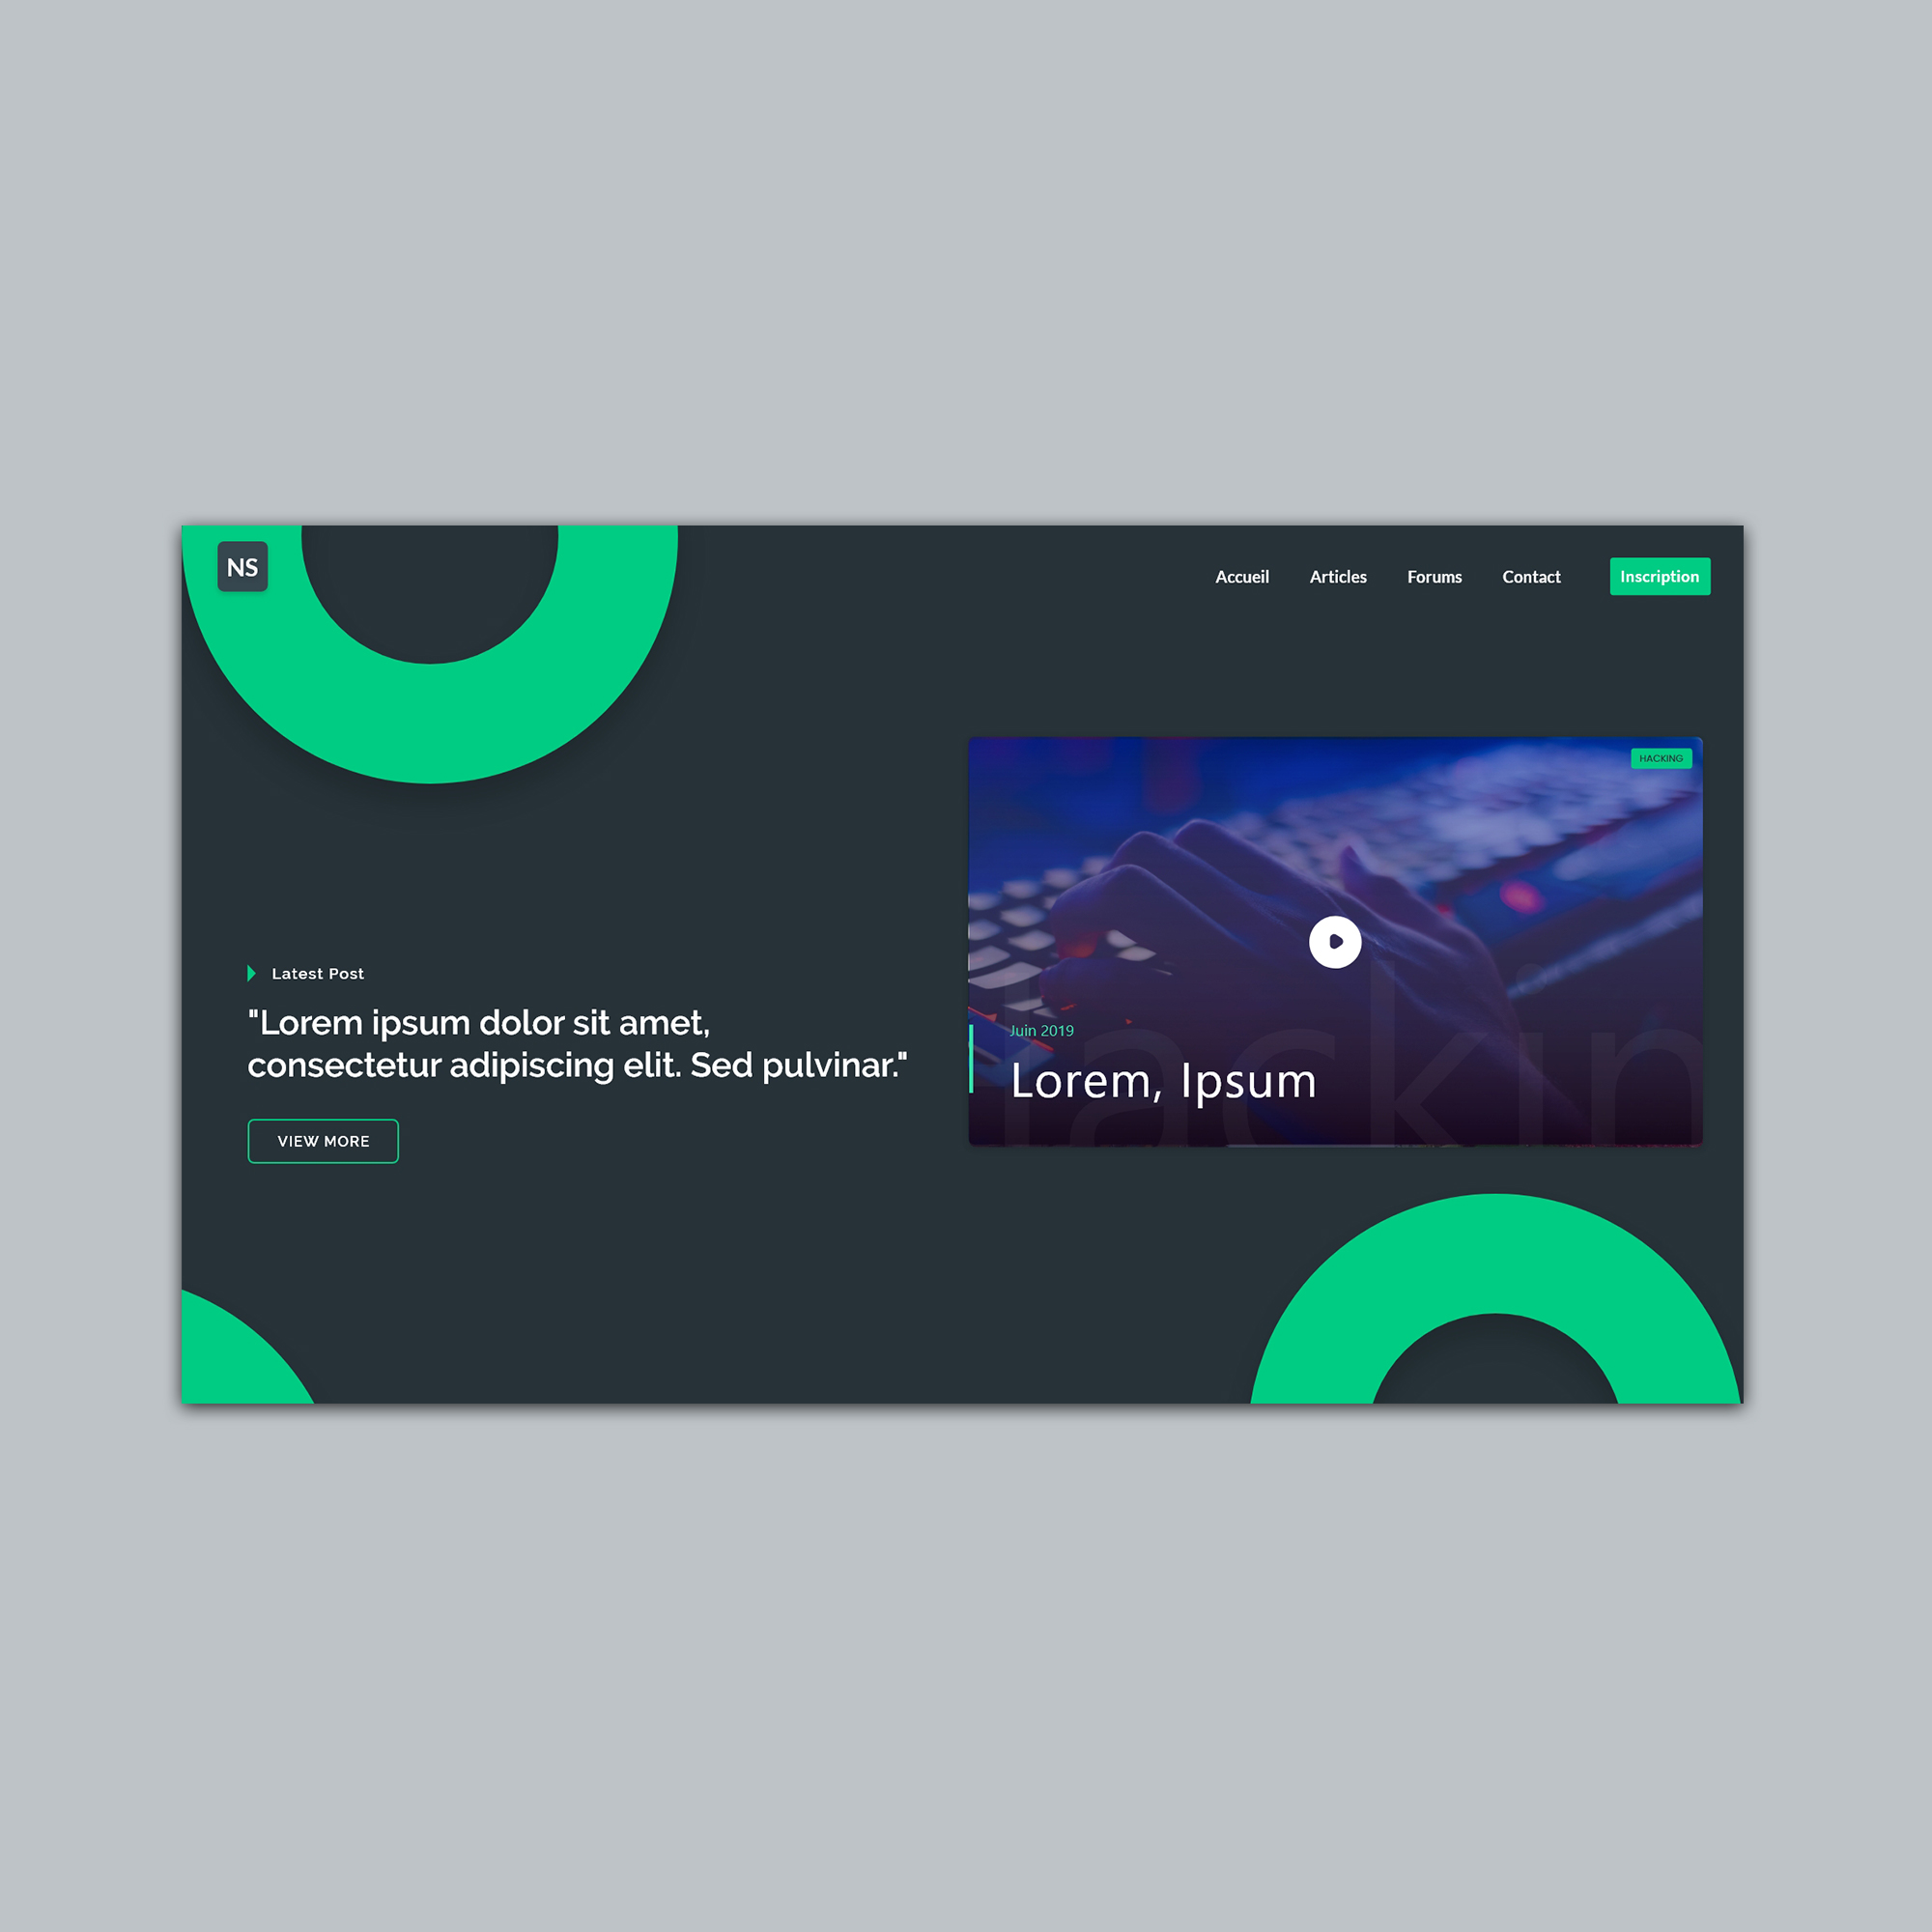 NS
Accueil Articles Forums Contact Inscription
HACKING
Latest Post
"Lorem ipsum dolor sit amet,
consectetur adipiscing elit. Sed pulvinar."
VIEW MORE
Juin 2019
Lorem, Ipsum
ackin